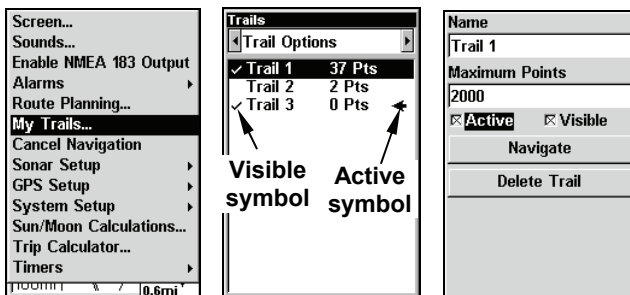 Screen...
Sounds...
Enable NMEA 183 Output
Alarms
Route Planning...
My Trails...
Cancel Navigation
Sonar Setup
GPS Setup
System Setup
Sun/Moon Calculations...
Trip Calculator...
Timers
0.6mi
Trails
Trail Options
Trail 1 37 Pts
Trail 2 2 Pts
Trail 3 0 Pts
Visible symbol
Active symbol
Name
Trail 1
Maximum Points
2000
Active Visible
Navigate
Delete Trail